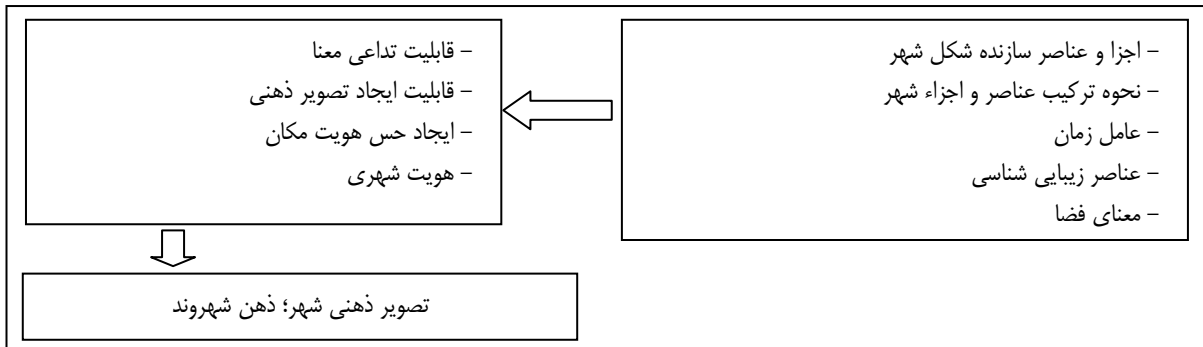 - اجزا و عناصر سازنده شکل شهر
- نحوه ترکیب عناصر و اجزاء شهر
- عامل زمان
- عناصر زیبایی شناسی
- معنای فضا
- قابلیت تداعی معنا
- قابلیت ایجاد تصویر ذهنی
- ایجاد حس هویت مکان
- هویت شهری
تصویر ذهنی شهر؛ ذهن شهروند